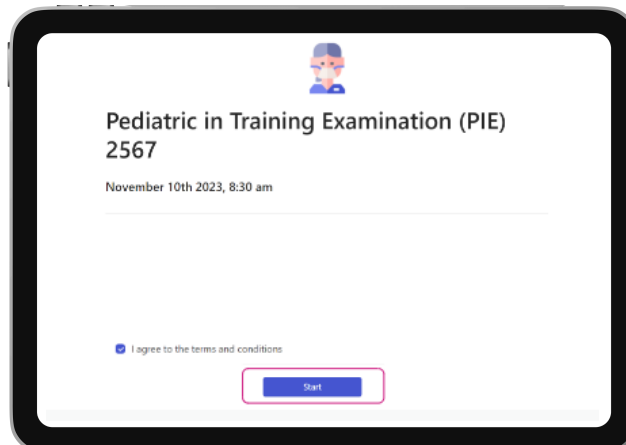 Pediatric in Training Examination (PIE)
2567
November 10th 2023, 8:30 am
I agree to the terms and conditions
Start